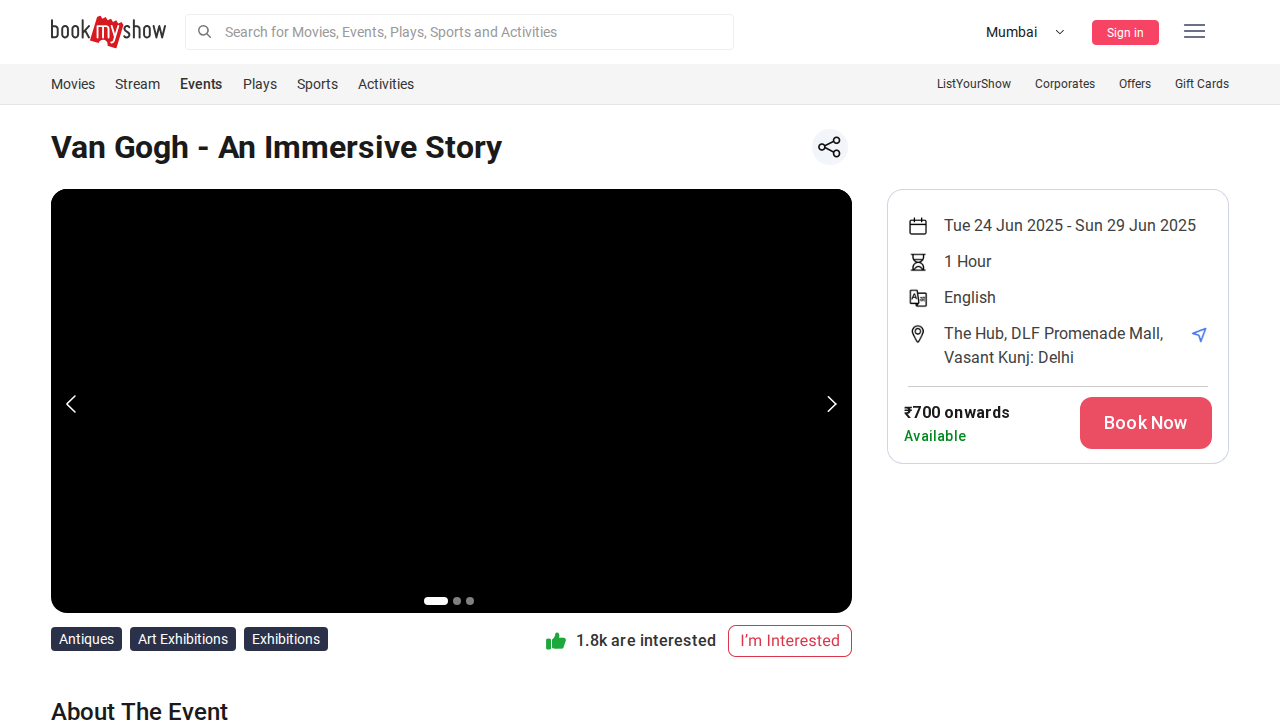 bookmyshow
Search for Movies, Events, Plays, Sports and Activities
Mumbai
Sign in
Movies
Stream
Events
Plays
Sports
Activities
ListYourShow
Corporates
Offers
Gift Cards
Van Gogh - An Immersive Story
Tue 24 Jun 2025 - Sun 29 Jun 2025
1 Hour
English
The Hub, DLF Promenade Mall,
Vasant Kunj: Delhi
₹700 onwards
Available
Book Now
Antiques
Art Exhibitions
Exhibitions
1.8k are interested
I’m Interested
About The Event